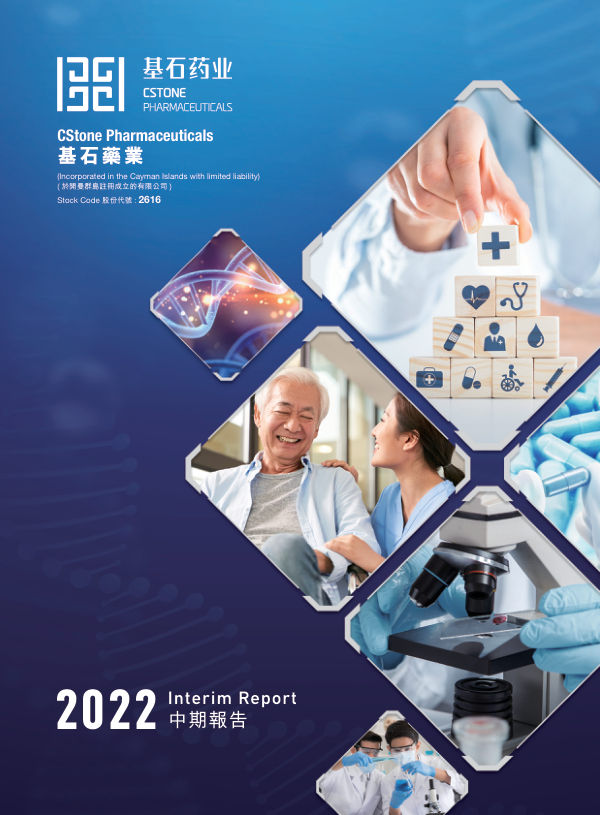 基石药业
CSTONE
PHARMACEUTICALS
CStone Pharmaceuticals
基石藥業
(Incorporated in the Cayman Islands with limited liability)
( 於開曼群島註冊成立的有限公司 )
Stock Code 股份代號 : 2616
2022 Interim Report
中期報告